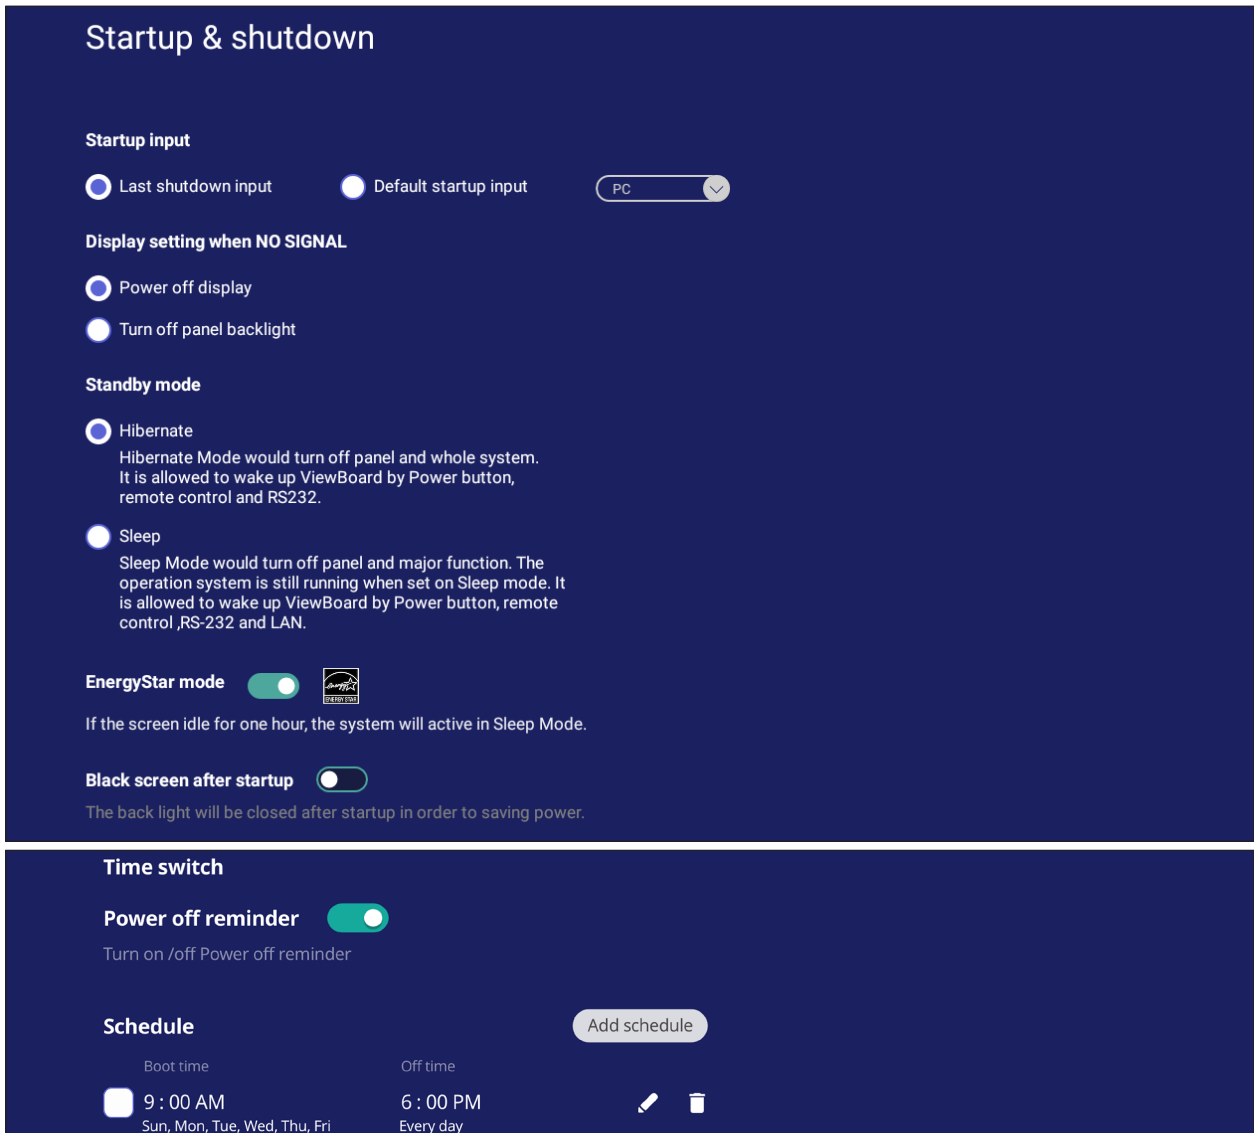 Startup & shutdown
Startup input
Last shutdown input Default startup input PC
Display setting when NO SIGNAL
Power off display
Turn off panel backlight
Standby mode
Hibernate
Hibernate Mode would turn off panel and whole system.
It is allowed to wake up ViewBoard by Power button,
remote control and RS232.
Sleep
Sleep Mode would turn off panel and major function. The
operation system is still running when set on Sleep mode. It
is allowed to wake up ViewBoard by Power button, remote
control ,RS-232 and LAN.
EnergyStar mode energy ENERGY STAR
If the screen idle for one hour, the system will active in Sleep Mode.
Black screen after startup
The back light will be closed after startup in order to saving power.
Time switch
Power off reminder
Turn on /off Power off reminder
Schedule Add schedule
Boot time Off time
9 : 00 AM 6 : 00 PM
Sun, Mon, Tue, Wed, Thu, Fri Every day